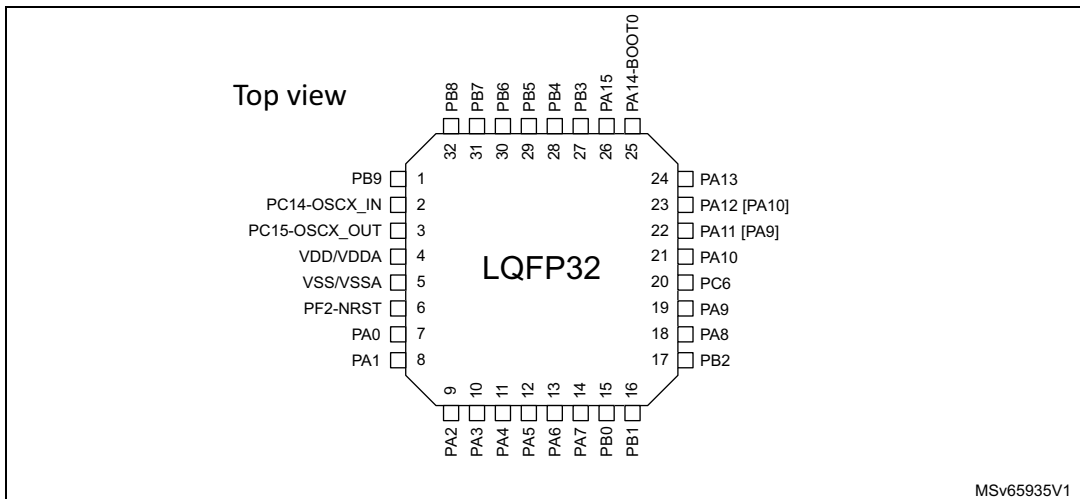 Top view
PB8
PB7
PB6
PB5
PB4
PB3
PA15
PA14-BOOT0
32
31
30
29
28
27
26
25
PB9 1
PC14-OSCX_IN 2
PC15-OSCX_OUT 3
VDD/VDDA 4
VSS/VSSA 5
PF2-NRST 6
PA0 7
PA1 8
LQFP32
24 PA13
23 PA12 [PA10]
22 PA11 [PA9]
21 PA10
20 PC6
19 PA9
18 PA8
17 PB2
9
10
11
12
13
14
15
16
PA2
PA3
PA4
PA5
PA6
PA7
PB0
PB1
MSv65935V1